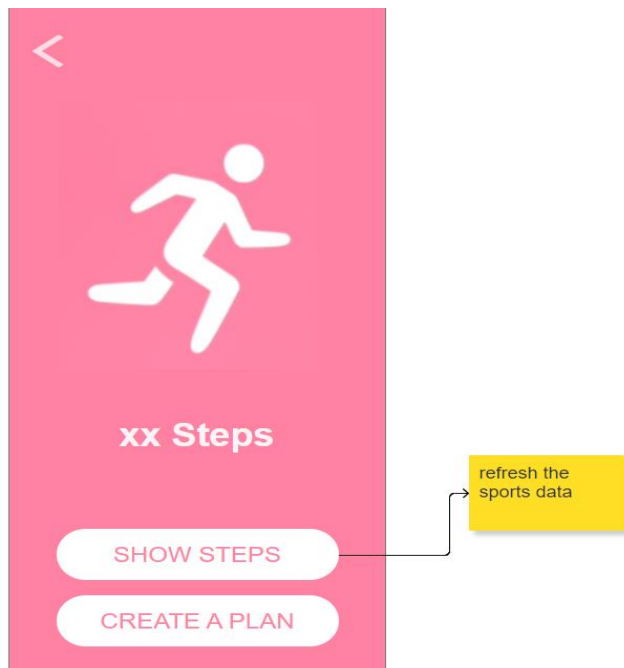 xx Steps
refresh the
sports data
SHOW STEPS
CREATE A PLAN